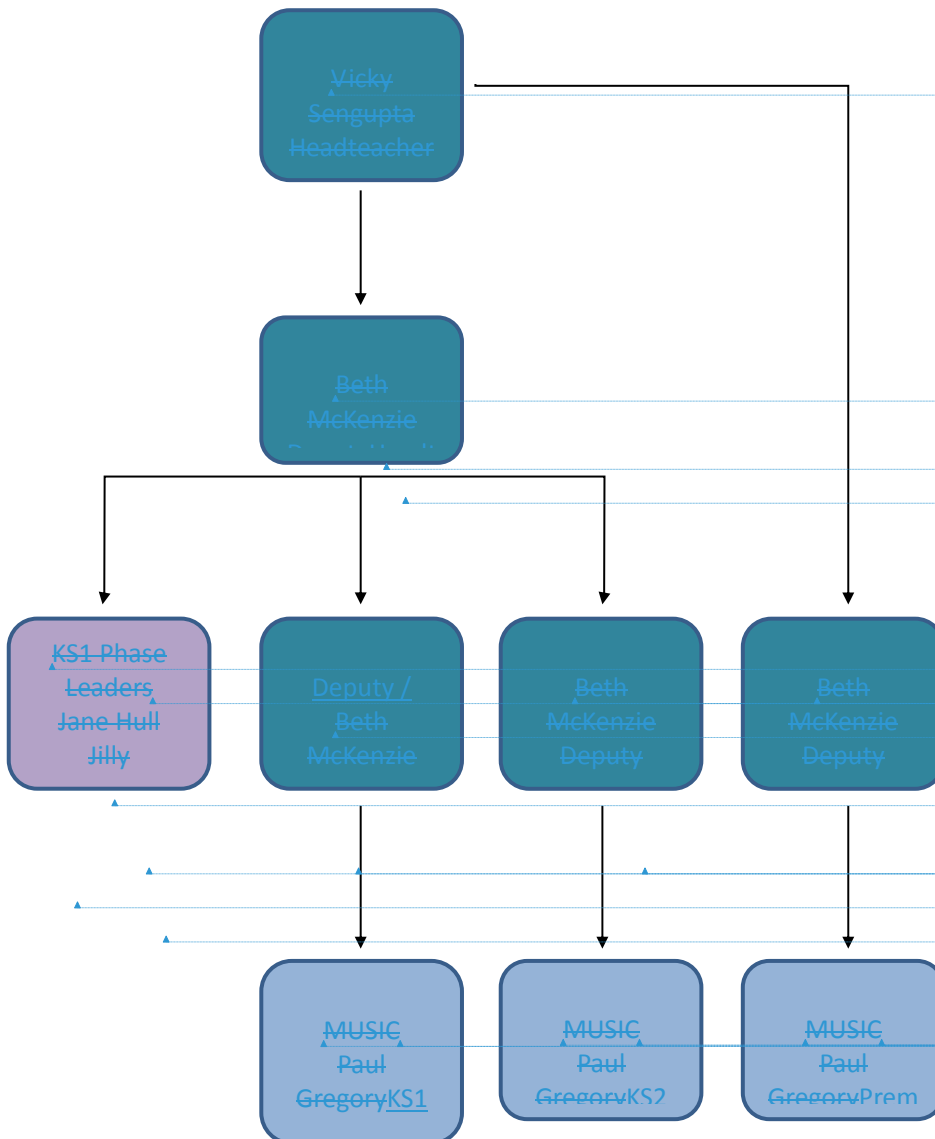 Vicky
Sengupta
Headteacher
Beth
McKenzie
KS1 Phase
Leaders
Jane Hull
Jilly
Deputy /
Beth
McKenzie
Beth
McKenzie
Deputy
Beth
McKenzie
Deputy
MUSIC
Paul
GregoryKS1
MUSIC
Paul
GregoryKS2
MUSIC
Paul
GregoryPrem